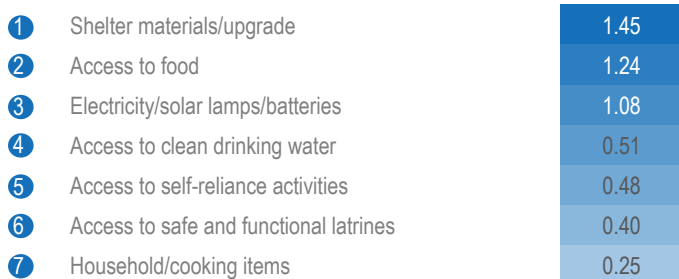 1 Shelter materials/upgrade 1.45
2 Access to food 1.24
3 Electricity/solar lamps/batteries 1.08
4 Access to clean drinking water 0.51
5 Access to self-reliance activities 0.48
6 Access to safe and functional latrines 0.40
7 Household/cooking items 0.25